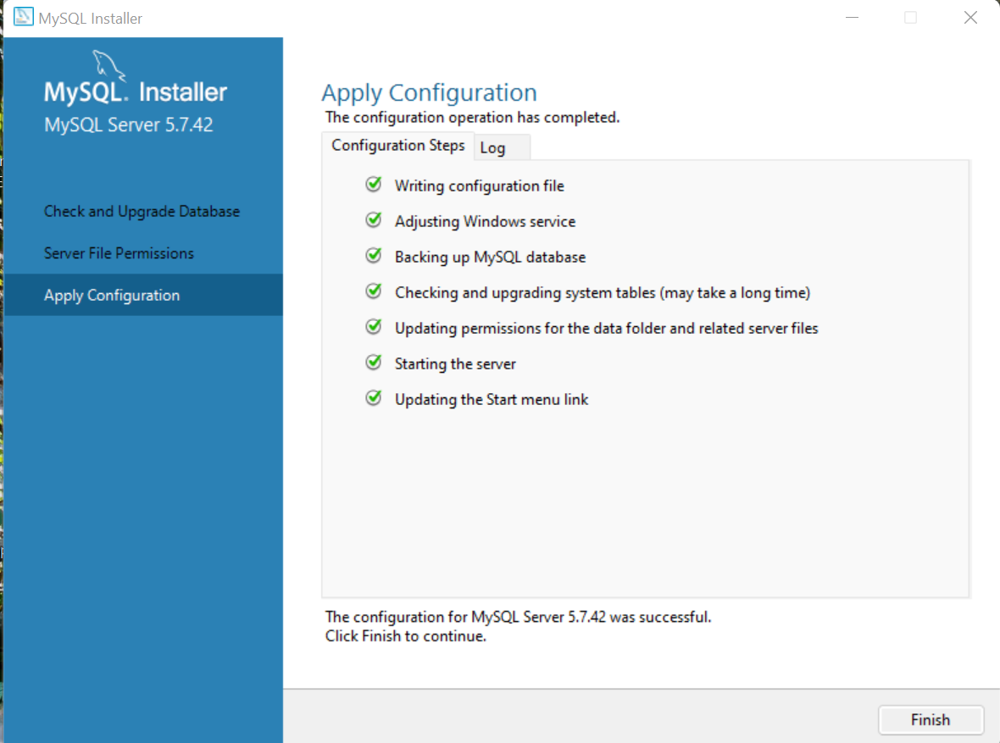 MySQL Installer
MySQL. Installer
MySQL Server 5.7.42
Check and Upgrade Database
Server File Permissions
Apply Configuration
Apply Configuration
The configuration operation has completed.
Configuration Steps
Log
Writing configuration file
Adjusting Windows service
Backing up MySQL database
Checking and upgrading system tables (may take a long time)
Updating permissions for the data folder and related server files
Starting the server
Updating the Start menu link
The configuration for MySQL Server 5.7.42 was successful.
Click Finish to continue.
Finish